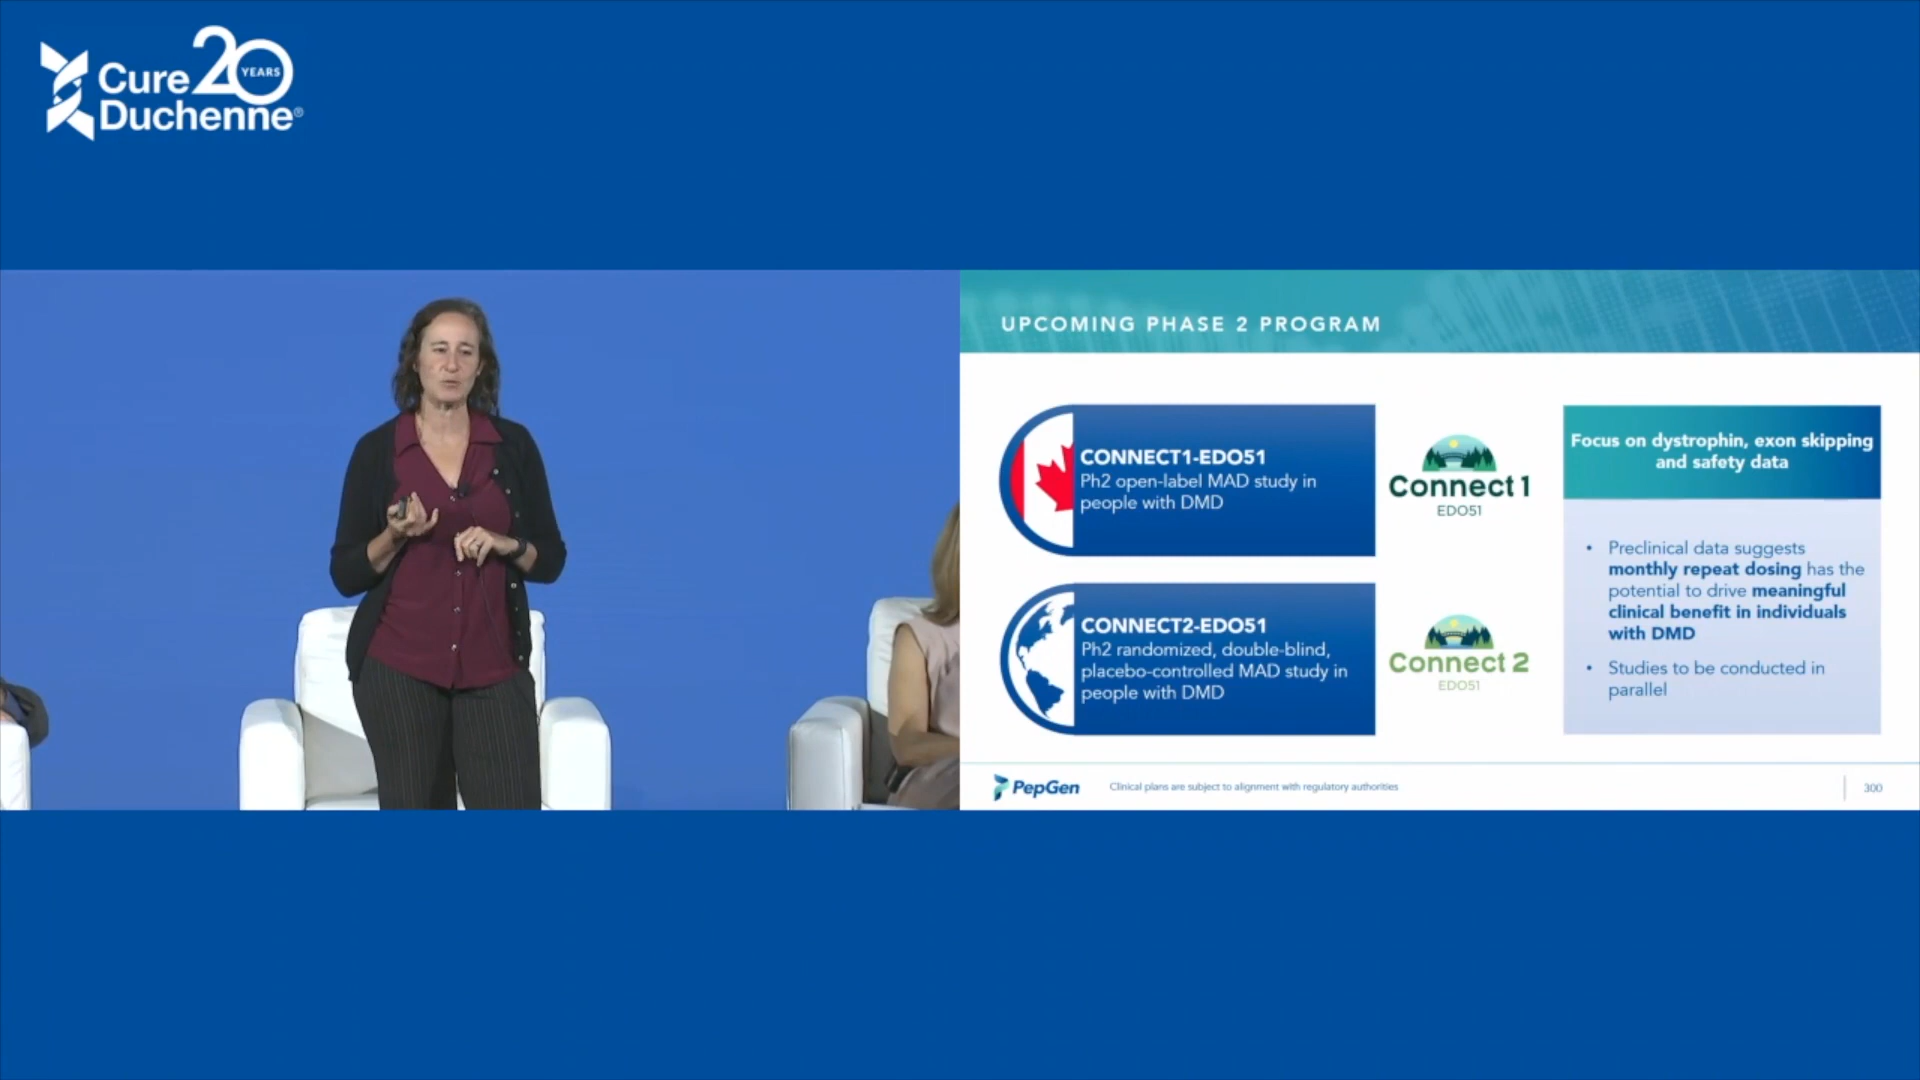 Cure 20 YEARS
Duchenne®
UPCOMING PHASE 2 PROGRAM
CONNECT1-EDO51
Ph2 open-label MAD study in
people with DMD
Connect 1
EDO51
CONNECT2-EDO51
Ph2 randomized, double-blind,
placebo-controlled MAD study in
people with DMD
Connect 2
EDO51
Focus on dystrophin, exon skipping
and safety data
• Preclinical data suggests
monthly repeat dosing has the
potential to drive meaningful
clinical benefit in individuals
with DMD
• Studies to be conducted in
parallel
PepGen
Clinical plans are subject to alignment with regulatory authorities
300